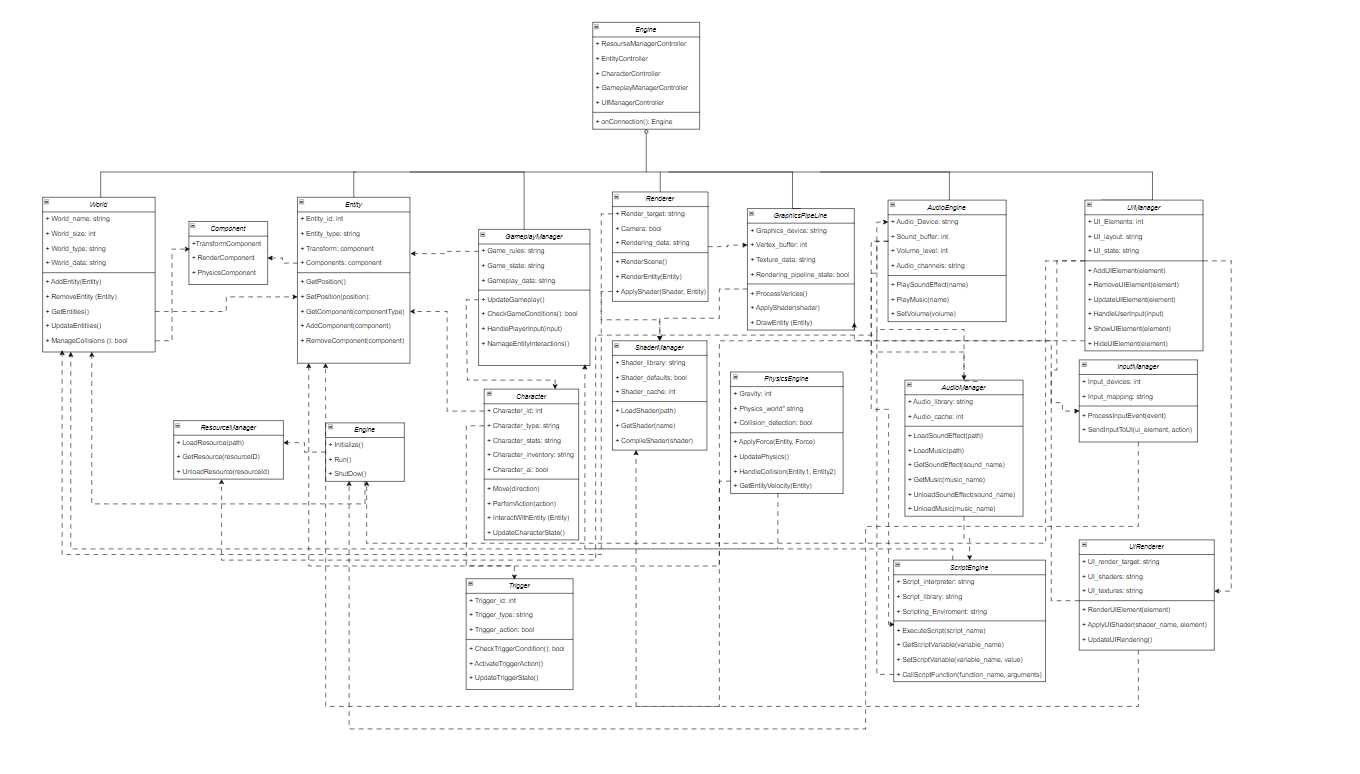 Engine
+ ResourseManagerController
+ EntityController
+ CharacterController
+ GameplayManagerController
+ UIManagerController
+ onConnection(): Engine
World
+ World_name: string
+ World_size: int
+ World_type: string
+ World_data: string
+ AddEntity(Entity)
+ RemoveEntity (Entity)
+ GetEntities()
+ UpdateEntitlies()
+ ManageCollisions (): bool
Component
+TransformComponent
+ RenderComponent
+ PhysicsComponent
Entity
+ Entity_id: int
+ Entity_type: string
+ Transform: component
+ Components: component
+ GetPosition()
+ SetPosition(position):
+ GetComponent(componentType)
+ AddComponent(component)
+ RemoveComponent(component)
GameplayManager
+ Game_rules: string
+ Game_state: string
+ Gameplay_data: string
+ UpdateGameplay()
+ CheckGameConditions(): bool
+ HandlePlayerInput(input)
+ NamageEntityInteractions()
Renderer
+ Render_target: string
+ Camera: bool
+ Rendering_data: string
+ RenderScene()
+ RenderEntity(Entity)
+ ApplyShader(Shader, Entity)
GraphicsPipeLine
+ Graphics_device: string
+ Vertex_buffer: int
+ Texture_data: string
+ Rendering_pipeline_state: bool
+ ProcessVerices()
+ ApplyShader(shader)
+ DrawEntity (Entity)
AudioEngine
+ Audio_Device: string
+ Sound_buffer: int
+ Volume_level: int
+ Audio_channels: string
+ PlaySoundEffect(name)
+ PlayMusic(name)
+ SetVolume(volume)
UIManager
+ UI_Elements: int
+ UI_layout: string
+ UI_state: string
+ AddUIElement(element)
+ RemoveUIElement(element)
+ UpdateUIElement(element)
+ HandleUserInput(input)
+ ShowUIElement(element)
+ HideUIElement(element)
ShaderManager
+ Shader_library: string
+ Shader_defaults: bool
+ Shader_cache: int
+ LoadShader(path)
+ GetShader(name)
+ CompileShader(shader)
PhysicsEngine
+ Gravity: int
+ Physics_world" string
+ Collision_detection: bool
+ ApplyForce(Entity, Force)
+ UpdatePhysics()
+ HandleCollision(Entity1, Entity2)
+ GetEntityVelocity(Entity)
AudioManager
+ Audio_library: string
+ Audio_cache: int
+ LoadSoundEffect(path)
+ LoadMusic(path)
+ GetSoundEffect(sound_name)
+ GetMusic(music_name)
+ UnloadSoundEffect(sound_name)
+ UnloadMusic(music_name)
InputManager
+ Input_devices: int
+ Input_mapping: string
+ ProcessInputEvent(event)
+ SendInputToUI(ui_element, action)
Character
+ Character_id: int
+ Character_type: string
+ Character_stats: string
+ Character_inventory: string
+ Character_ai: bool
+ Move(direction)
+ PerfomAction(action)
+ InteractWithEntity (Entity)
+ UpdateCharacterState()
ResourceManager
+ LoadResource(path)
+ GetResource(resourceID)
+ UnloadResource(resourceId)
Engine
+ Initialize()
+ Run()
+ ShutDow()
UIRenderer
+ UI_render_target: string
+ UI_shaders: string
+ UI_textures: string
+ RenderUIElement(element)
+ ApplyUIShader(shader_name, element)
+ UpdateUIRendering()
ScriptEngine
+ Script_interpreter: string
+ Script_library: string
+ Scripting_Enviroment: string
+ ExecuteScript(script_name)
+ GetScriptVariable(variable_name)
+ SetScriptVariable(variable_name, value)
+ CallScriptFunction(function_name, arguments)
Trigger
+ Trigger_id: int
+ Trigger_type: string
+ Trigger_action: bool
+ CheckTriggerCondition(): bool
+ ActivateTriggerAction()
+ UpdateTriggerState()